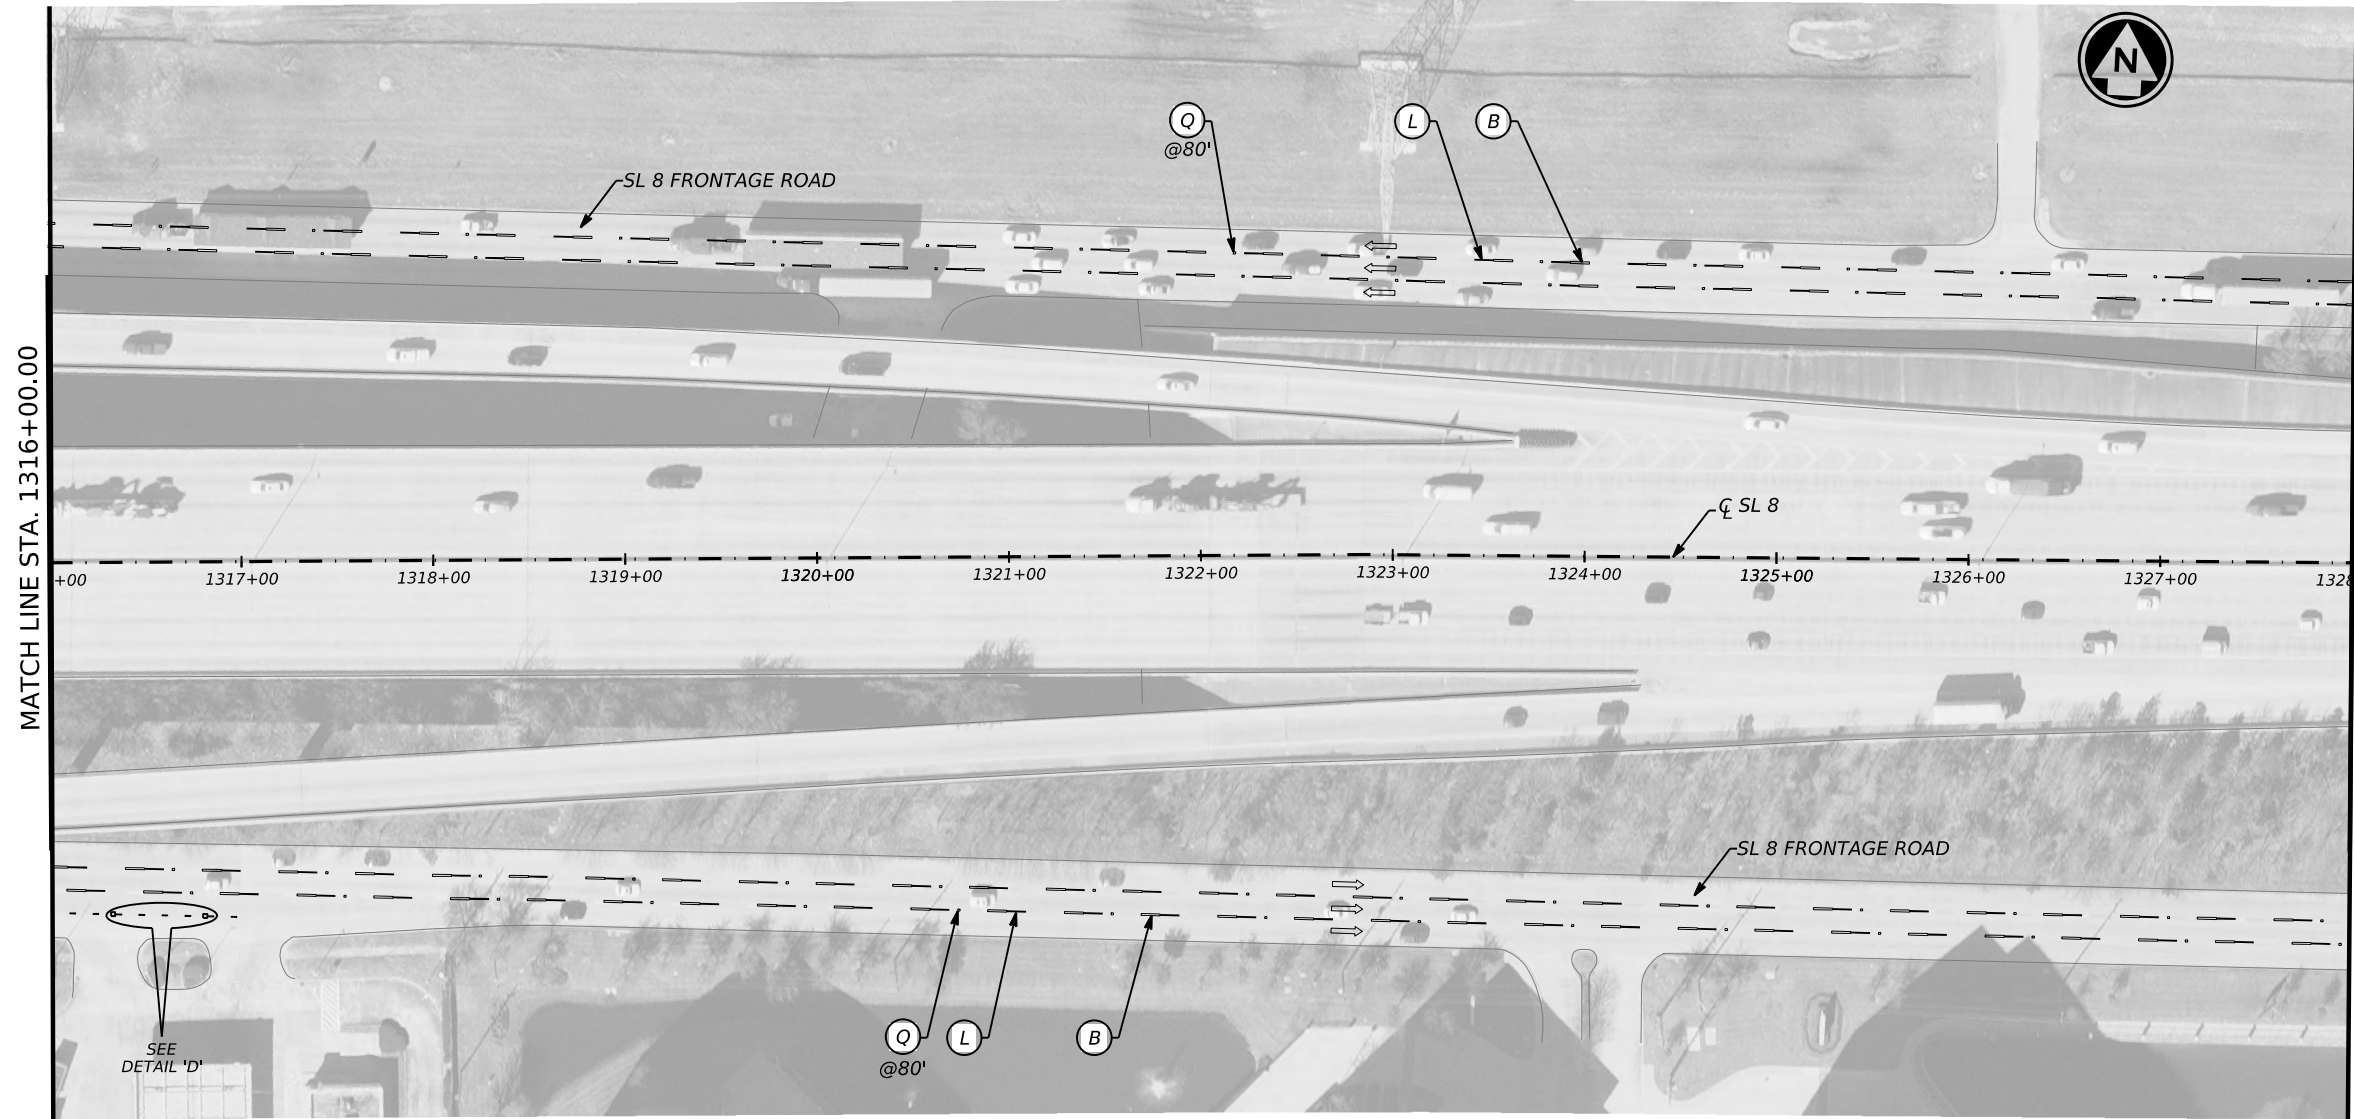 N
Q
L
B
@80'
SL 8 FRONTAGE ROAD
MATCH LINE STA. 1316+00.00
℄ SL 8
+00
1317+00
1318+00
1319+00
1320+00
1321+00
1322+00
1323+00
1324+00
1325+00
1326+00
1327+00
1328
SL 8 FRONTAGE ROAD
Q
L
B
@80'
SEE
DETAIL 'D'